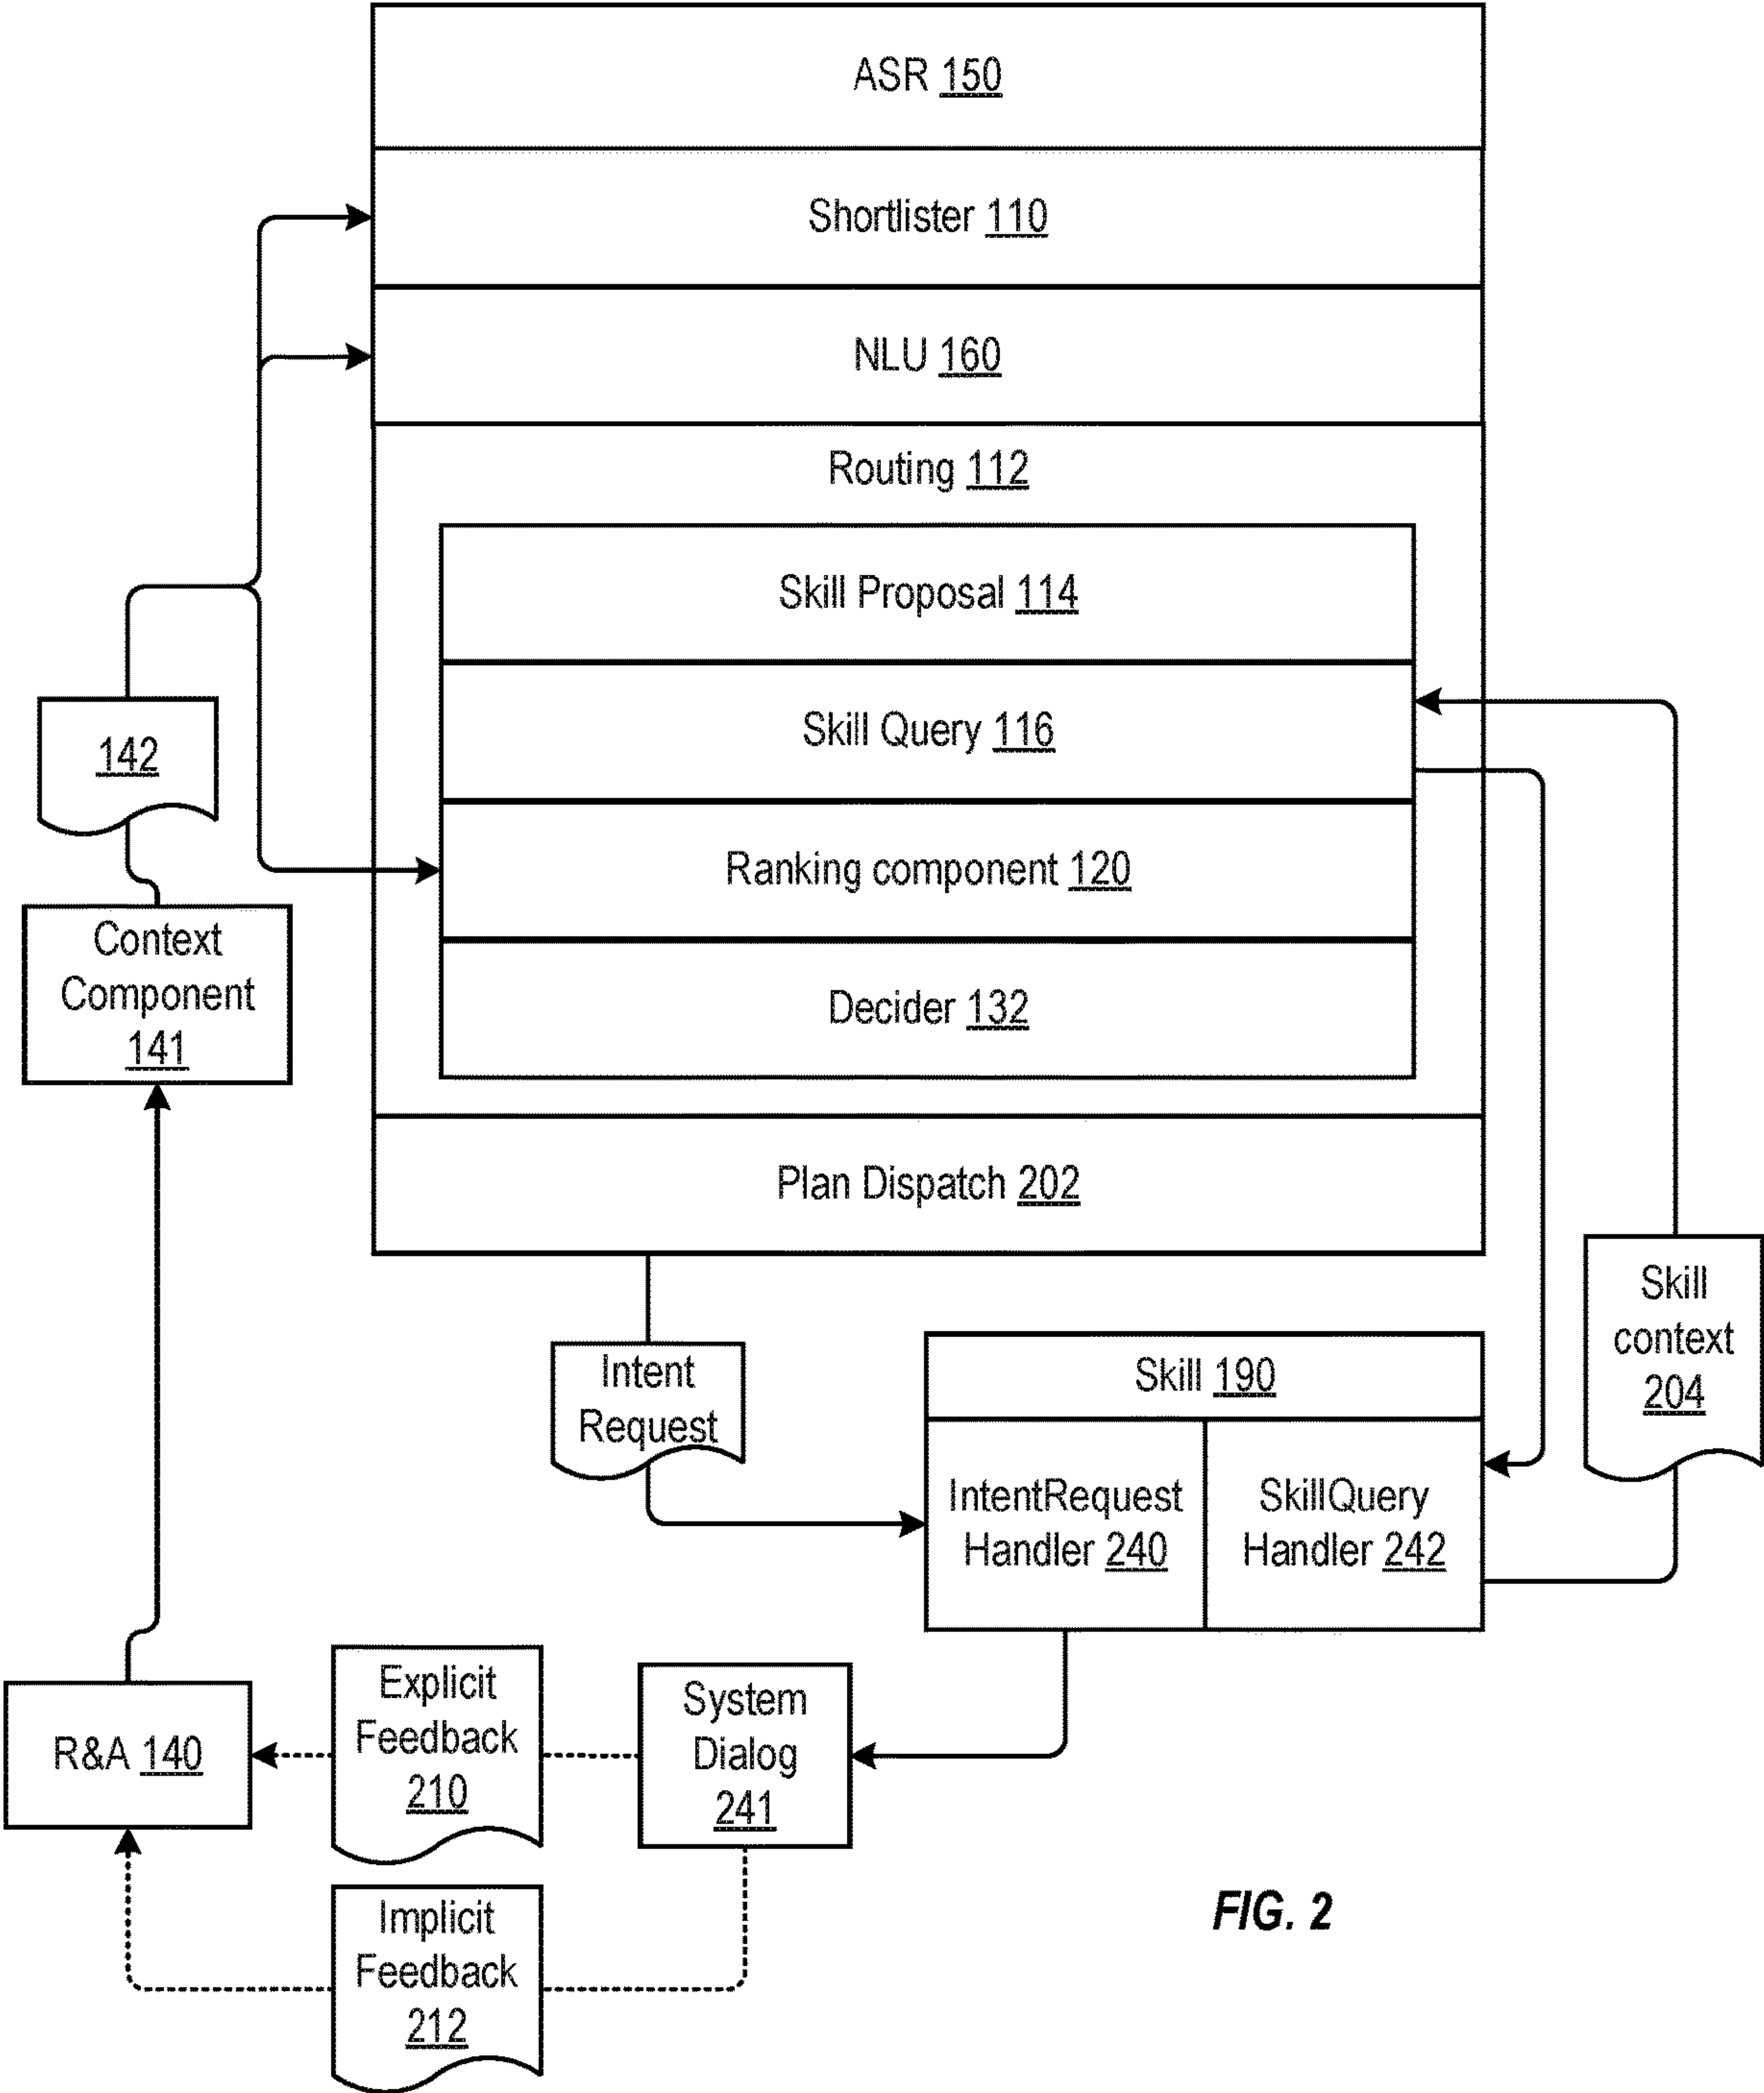 ASR 150
Shortlister 110
NLU 160
Routing 112
Skill Proposal 114
Skill Query 116
Ranking component 120
Decider 132
Plan Dispatch 202
142
Context
Component
141
Intent
Request
Skill 190
IntentRequest
Handler 240
SkillQuery
Handler 242
Skill
context
204
R&A 140
Explicit
Feedback
210
System
Dialog
241
Implicit
Feedback
212
FIG. 2